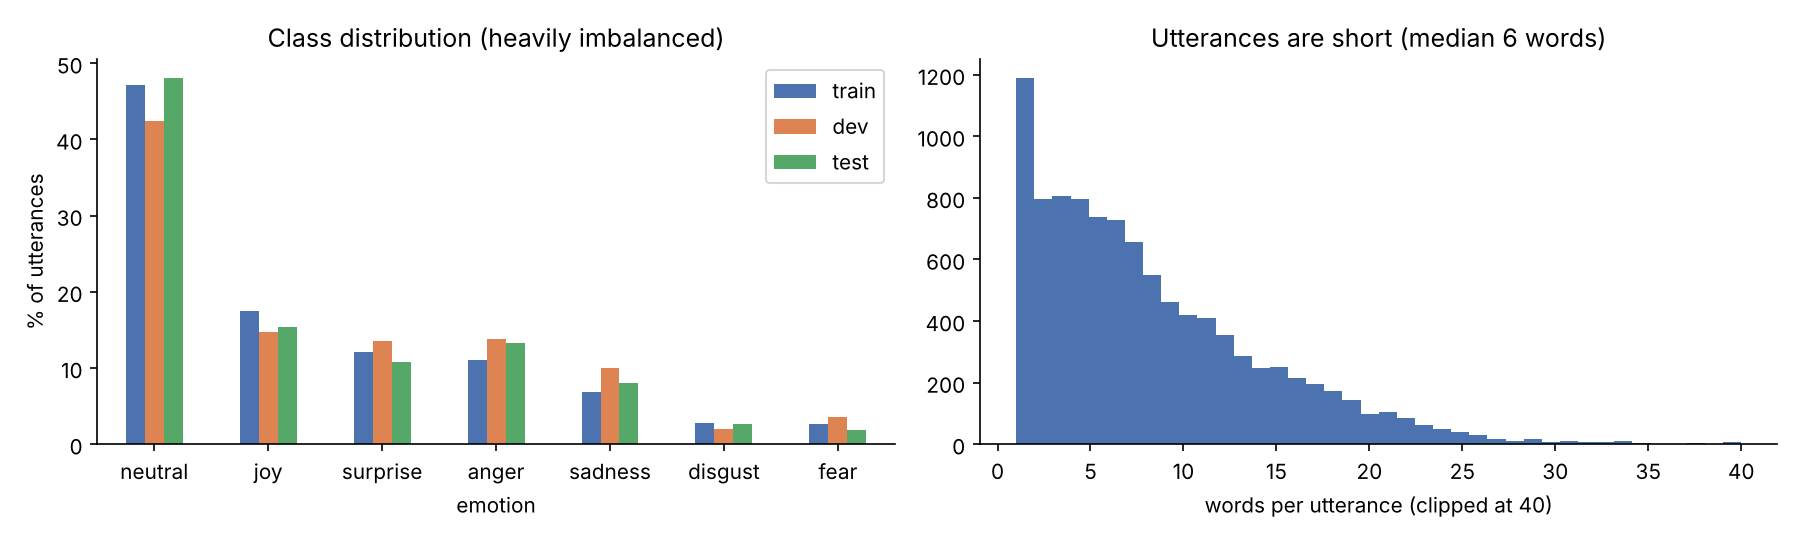 Class distribution (heavily imbalanced)
% of utterances
50
40
30
20
10
0
train
dev
test
neutral
joy
surprise
anger
sadness
disgust
fear
emotion
Utterances are short (median 6 words)
1200
1000
800
600
400
200
0
0
5
10
15
20
25
30
35
40
words per utterance (clipped at 40)